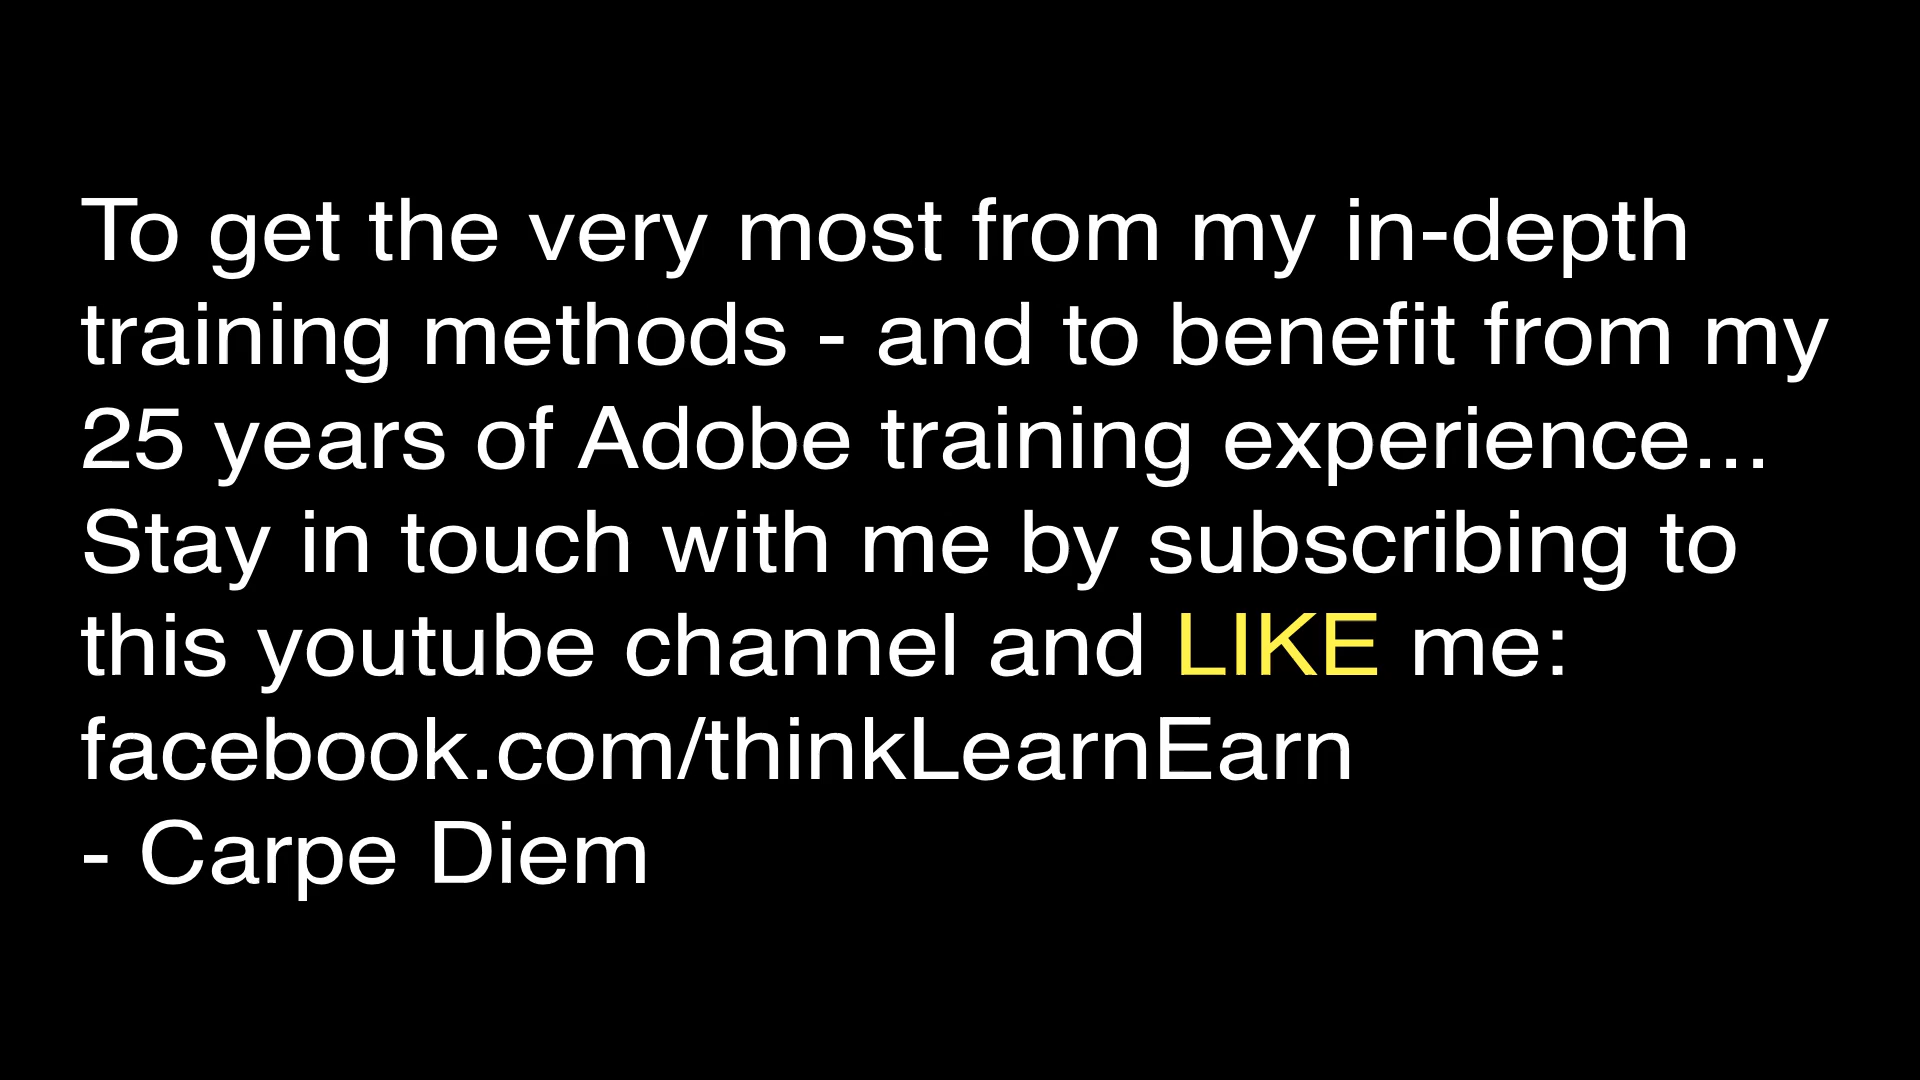 To get the very most from my in-depth
training methods - and to benefit from my
25 years of Adobe training experience...
Stay in touch with me by subscribing to
this youtube channel and LIKE me:
facebook.com/thinkLearnEarn
- Carpe Diem